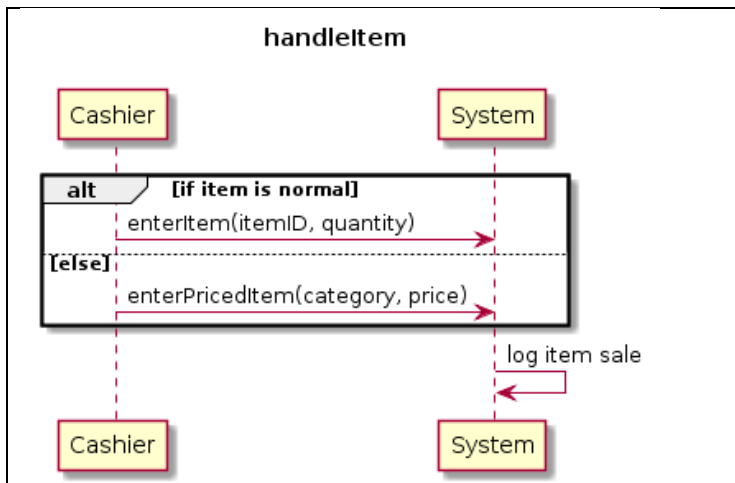 handleItem
Cashier System
alt [if item is normal]
enterItem(itemID, quantity)
[else]
enterPricedItem(category, price)
log item sale
Cashier System